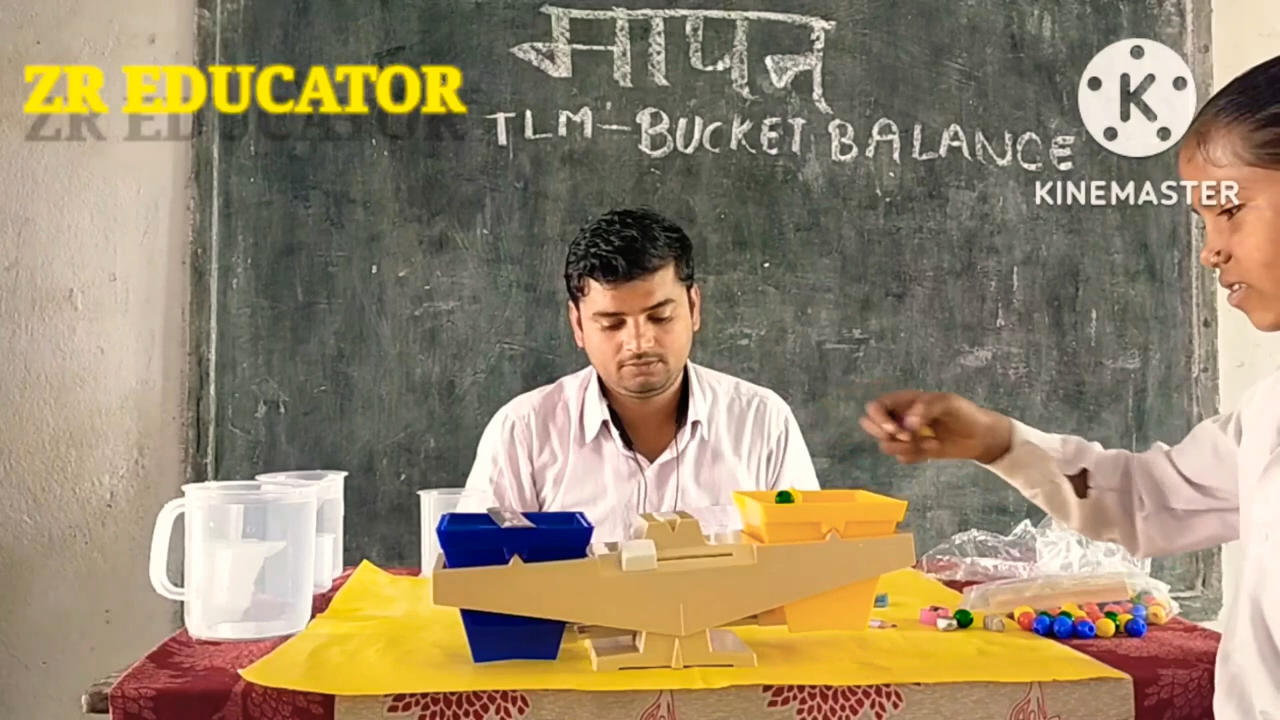 ZR EDUCATOR
मापन
TLM-BUCKET BALANCE
K
KINEMASTER